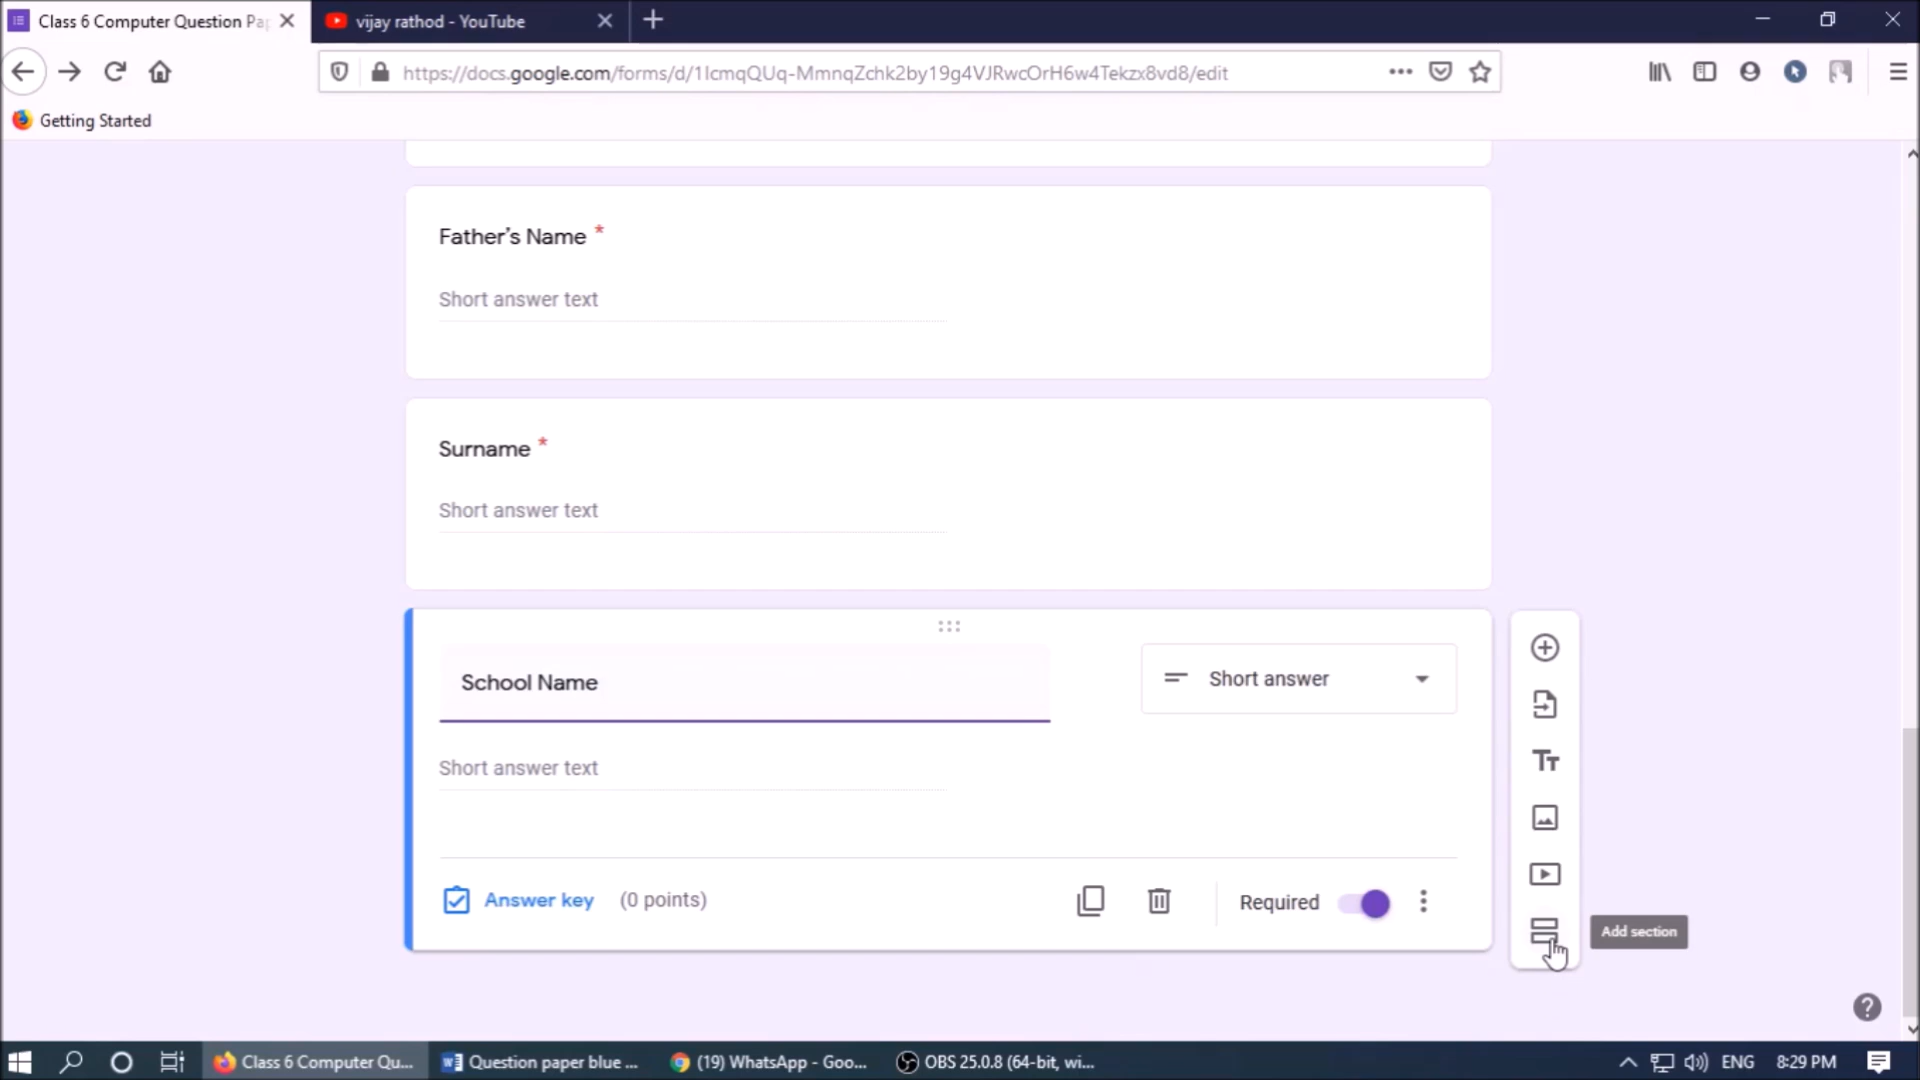 Class 6 Computer Question Pa
vijay rathod - YouTube
https://docs.google.com/forms/d/1IcmqQUq-MmnqZchk2by19g4VJRwcOrH6w4Tekzx8vd8/edit
Getting Started
Father’s Name *
Short answer text
Surname *
Short answer text
School Name
Short answer
Short answer text
Answer key (0 points)
Required
Add section
Class 6 Computer Qu...
Question paper blue ...
(19) WhatsApp - Goo...
OBS 25.0.8 (64-bit, wi...
ENG
8:29 PM